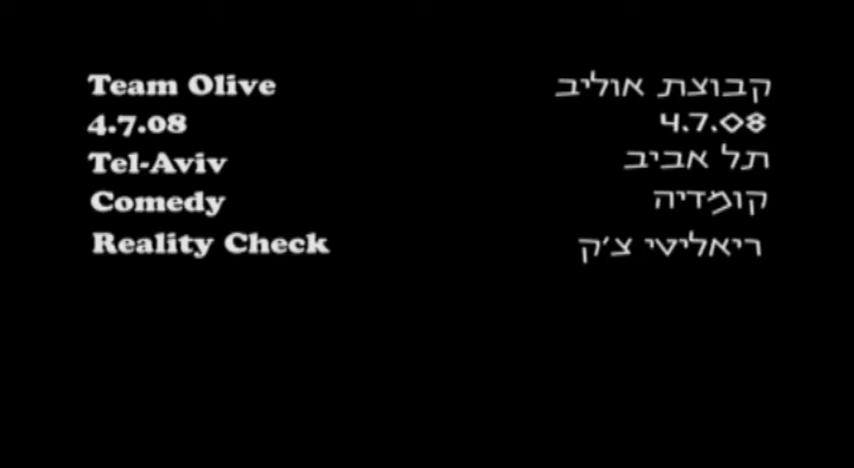 Team Olive
4.7.08
Tel-Aviv
Comedy
Reality Check
קבוצת אוליב
4.7.08
תל אביב
קומדיה
ריאליטי צ'ק